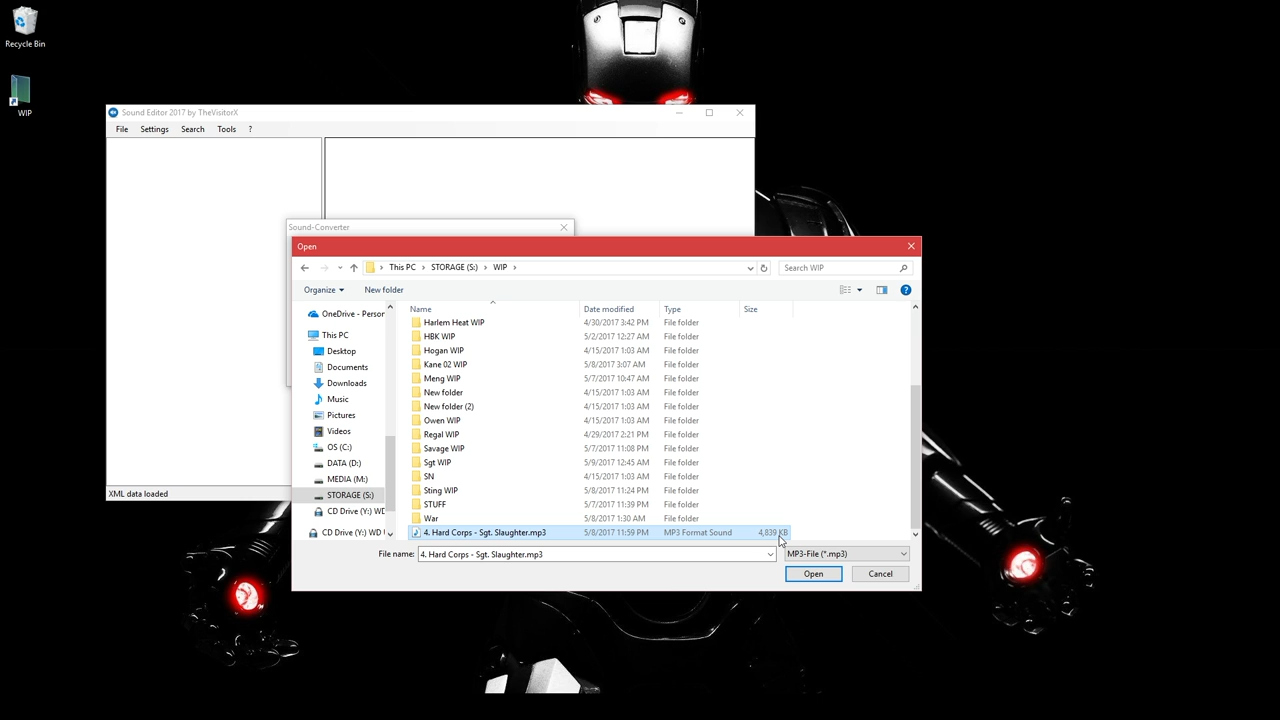 Recycle Bin
WIP
Sound Editor 2017 by TheVisitorX
File Settings Search Tools ?
Sound-Converter
Open
This PC STORAGE (S:) WIP
Search WIP
Organize New folder
Name Date modified Type Size
OneDrive - Person
This PC
Desktop
Documents
Downloads
Music
Pictures
Videos
OS (C:)
DATA (D:)
MEDIA (M:)
STORAGE (S:)
CD Drive (Y:) WD
CD Drive (Y:) WD
Harlem Heat WIP 4/30/2017 3:42 PM File folder
HBK WIP 5/2/2017 12:27 AM File folder
Hogan WIP 4/15/2017 1:03 AM File folder
Kane 02 WIP 5/8/2017 3:07 AM File folder
Meng WIP 5/7/2017 10:47 AM File folder
New folder 4/15/2017 1:03 AM File folder
New folder (2) 4/15/2017 1:03 AM File folder
Owen WIP 4/15/2017 1:03 AM File folder
Regal WIP 4/29/2017 2:21 PM File folder
Savage WIP 5/7/2017 11:08 PM File folder
Sgt WIP 5/9/2017 12:45 AM File folder
SN 4/15/2017 1:03 AM File folder
Sting WIP 5/8/2017 11:24 PM File folder
STUFF 5/7/2017 11:39 PM File folder
War 5/8/2017 1:30 AM File folder
4. Hard Corps - Sgt. Slaughter.mp3 5/8/2017 11:59 PM MP3 Format Sound 4,839 KB
File name: 4. Hard Corps - Sgt. Slaughter.mp3 MP3-File (*.mp3)
Open Cancel
XML data loaded